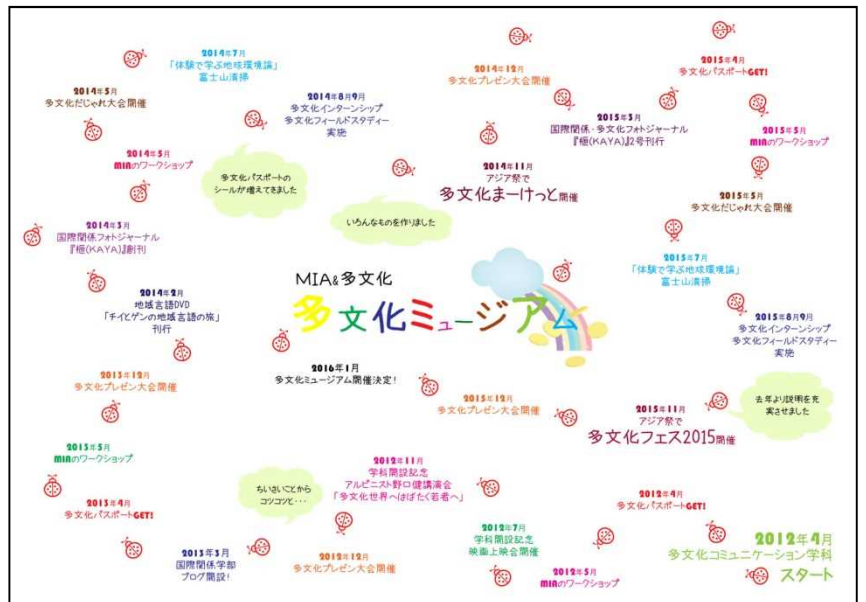 2014年7月
「体験で学ぶ地球環境論」
富士山清掃
2014年12月
多文化プレゼン大会開催
2015年4月
多文化パスポートGET!
2014年5月
多文化だじゃれ大会開催
2014年8月9月
多文化インターンシップ
多文化フィールドスタディー
実施
2015年3月
国際関係・多文化フォトジャーナル
『榧(KAYA)』2号刊行
2015年5月
MIAのワークショップ
2014年5月
MIAのワークショップ
多文化パスポートの
シールが増えてきました
2014年11月
アジア祭で
多文化まーけっと開催
2015年5月
多文化だじゃれ大会開催
いろんなものを作りました
2014年3月
国際関係フォトジャーナル
『榧(KAYA)』創刊
2015年7月
「体験で学ぶ地球環境論」
富士山清掃
MIA&多文化
多文化ミュージアム
2014年2月
地域言語DVD
「チイとゲンの地域言語の旅」
刊行
2015年8月9月
多文化インターンシップ
多文化フィールドスタディー
実施
2016年1月
多文化ミュージアム開催決定!
2013年12月
多文化プレゼン大会開催
2015年12月
多文化プレゼン大会開催
2015年11月
アジア祭で
多文化フェス2015開催
去年より説明を充
実させました
2013年5月
MIAのワークショップ
2012年11月
学科開設記念
アルピニスト野口健講演会
「多文化世界へはばたく若者へ」
ちいさいことから
コツコツと・・・
2013年4月
多文化パスポートGET!
2012年4月
多文化パスポートGET!
2012年7月
学科開設記念
映画上映会開催
2012年4月
多文化コミュニケーション学科
スタート
2013年3月
国際関係学部
ブログ開設!
2012年12月
多文化プレゼン大会開催
2012年5月
MIAのワークショップ